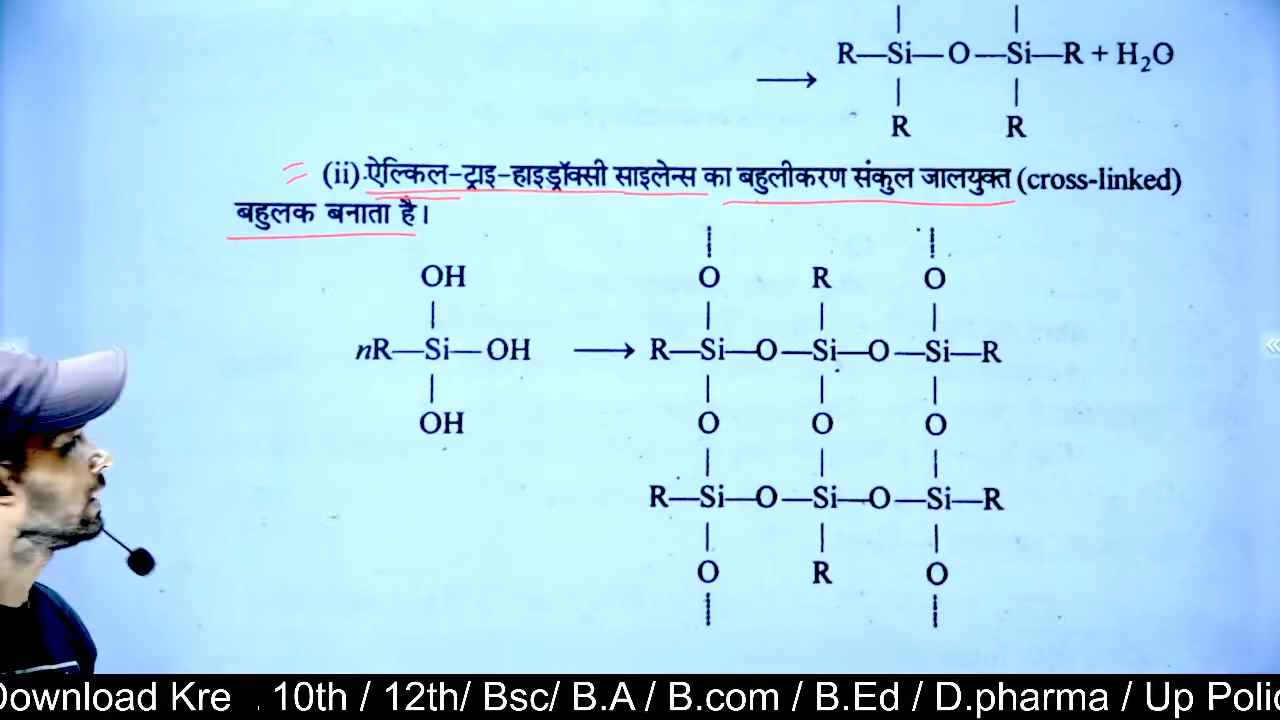 R—Si—O—Si—R + H₂O
R R
(ii) ऐल्किल-ट्राइ-हाइड्रॉक्सी साइलेन्स का बहुलीकरण संकुल जालयुक्त (cross-linked)
बहुलक बनाता है।
OH O R O
nR—Si—OH ⟶ R—Si—O—Si—O—Si—R
OH O O O
R—Si—O—Si—O—Si—R
O R O
Download Kre . 10th / 12th/ Bsc/ B.A / B.com / B.Ed / D.pharma / Up